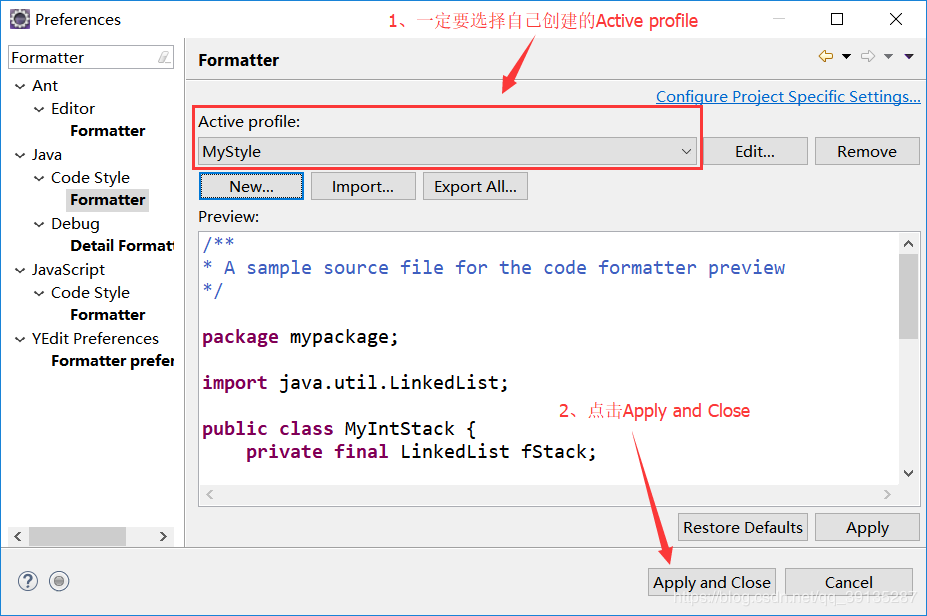 Preferences
1、一定要选择自己创建的Active profile
Formatter
Formatter
Configure Project Specific Settings...
Ant
Editor
Formatter
Java
Code Style
Formatter
Debug
Detail Format
JavaScript
Code Style
Formatter
YEdit Preferences
Formatter prefer
Active profile:
MyStyle
Edit...
Remove
New...
Import...
Export All...
Preview:
/**
* A sample source file for the code formatter preview
*/
package mypackage;
import java.util.LinkedList;
public class MyIntStack {
private final LinkedList fStack;
2、点击Apply and Close
Restore Defaults
Apply
Apply and Close
Cancel
https://blog.csdn.net/qq_39135287